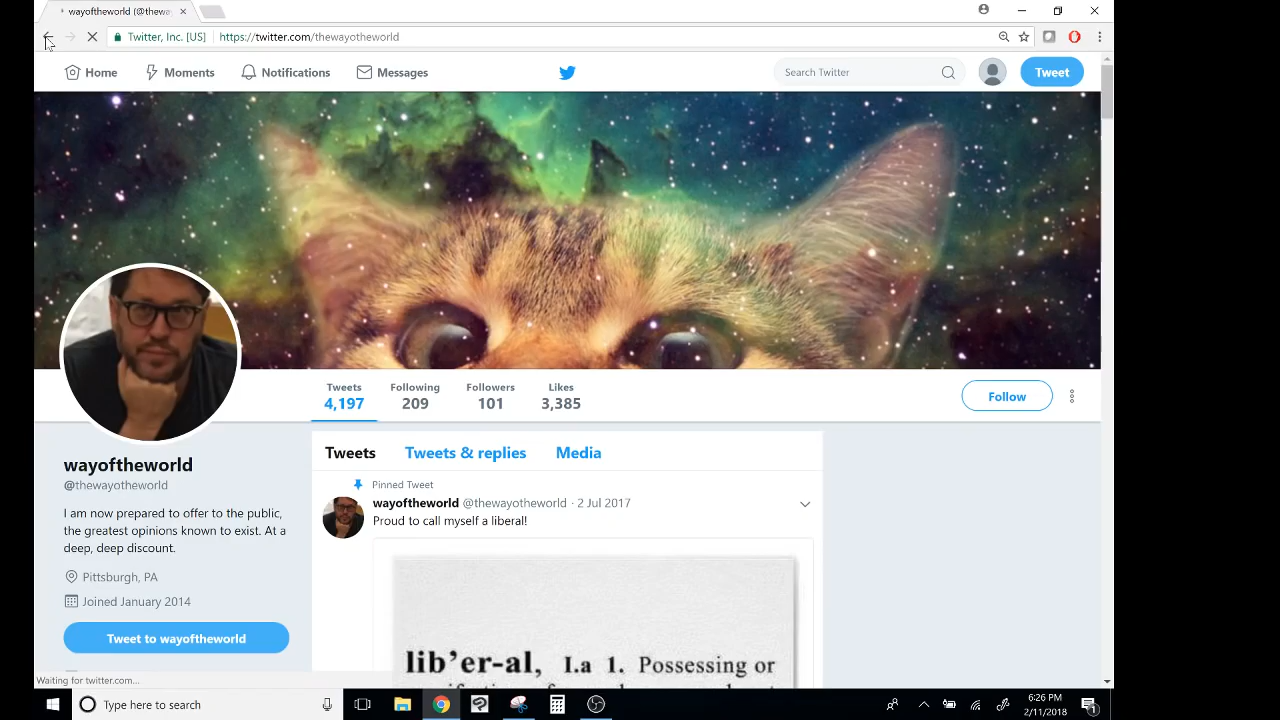 wayoftheworld (@thewa
Twitter, Inc. [US] https://twitter.com/thewayotheworld
Home Moments Notifications Messages Search Twitter Tweet
Tweets Following Followers Likes
4,197 209 101 3,385 Follow
wayoftheworld
@thewayotheworld
I am now prepared to offer to the public,
the greatest opinions known to exist. At a
deep, deep discount.
Pittsburgh, PA
Joined January 2014
Tweet to wayoftheworld
Tweets Tweets & replies Media
Pinned Tweet
wayoftheworld @thewayotheworld · 2 Jul 2017
Proud to call myself a liberal!
lib’er-al, I.a 1. Possessing or
Waiting for twitter.com...
Type here to search
6:26 PM
2/11/2018
1